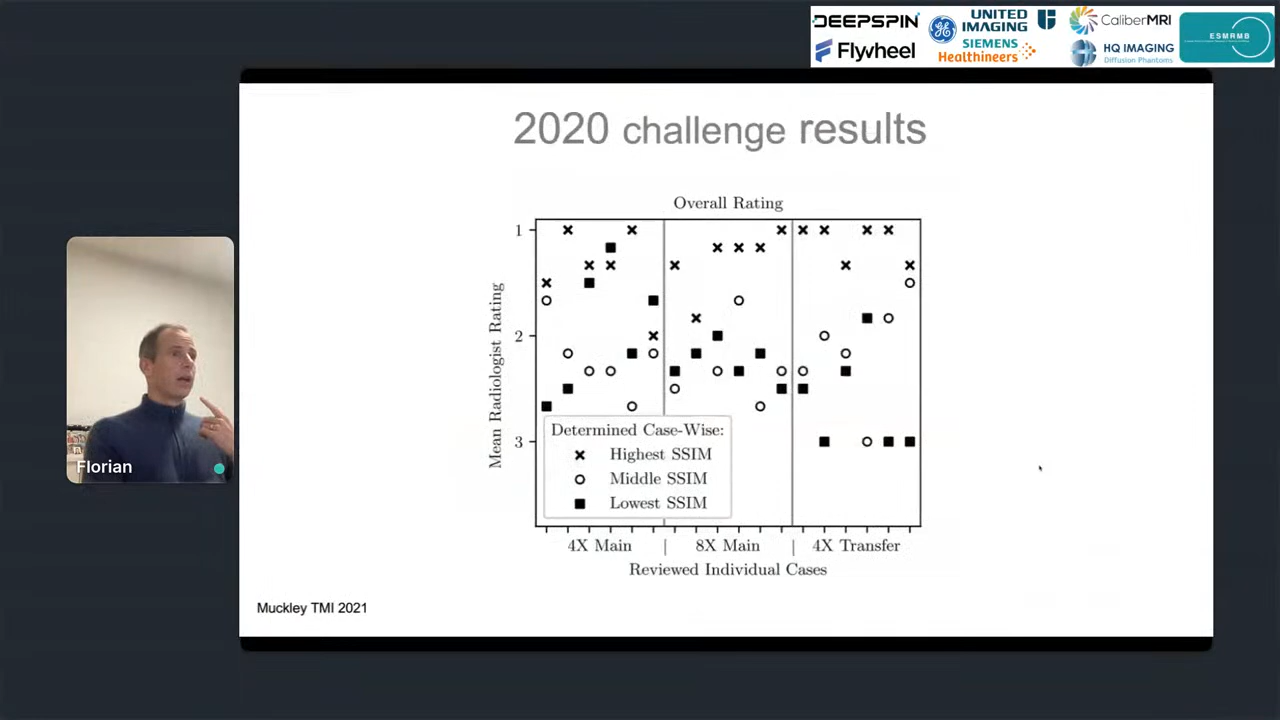 DEEPSPIN
UNITED
IMAGING
CaliberMRI
ESMRMB
Flywheel
SIEMENS
Healthineers
HQ IMAGING
Diffusion Phantoms
2020 challenge results
Overall Rating
Mean Radiologist Rating
1
2
3
Determined Case-Wise:
Highest SSIM
Middle SSIM
Lowest SSIM
4X Main | 8X Main | 4X Transfer
Reviewed Individual Cases
Florian
Muckley TMI 2021